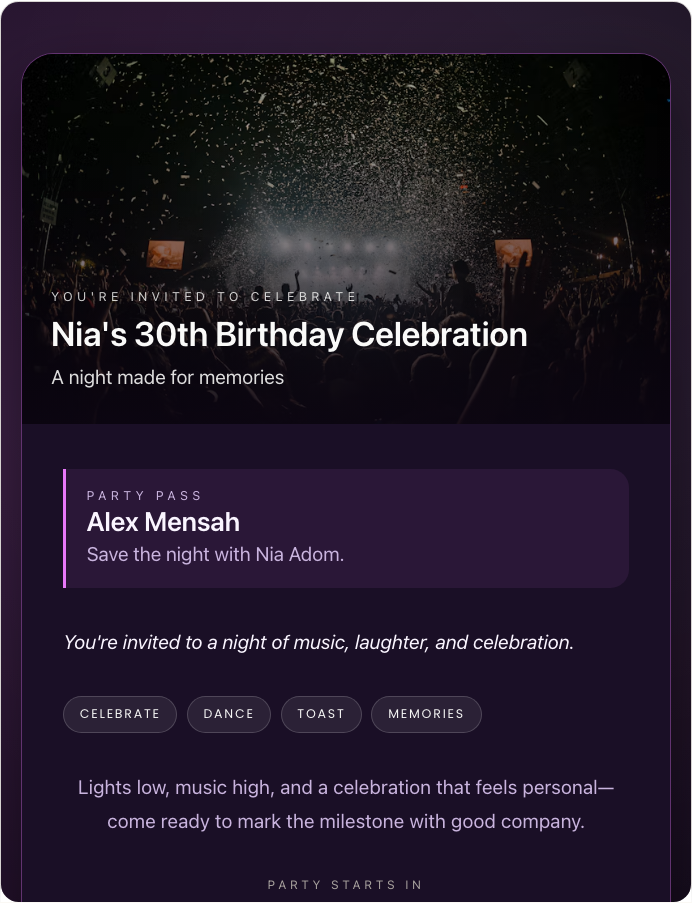 YOU'RE INVITED TO CELEBRATE
Nia's 30th Birthday Celebration
A night made for memories
PARTY PASS
Alex Mensah
Save the night with Nia Adom.
You're invited to a night of music, laughter, and celebration.
CELEBRATE DANCE TOAST MEMORIES
Lights low, music high, and a celebration that feels personal—
come ready to mark the milestone with good company.
PARTY STARTS IN